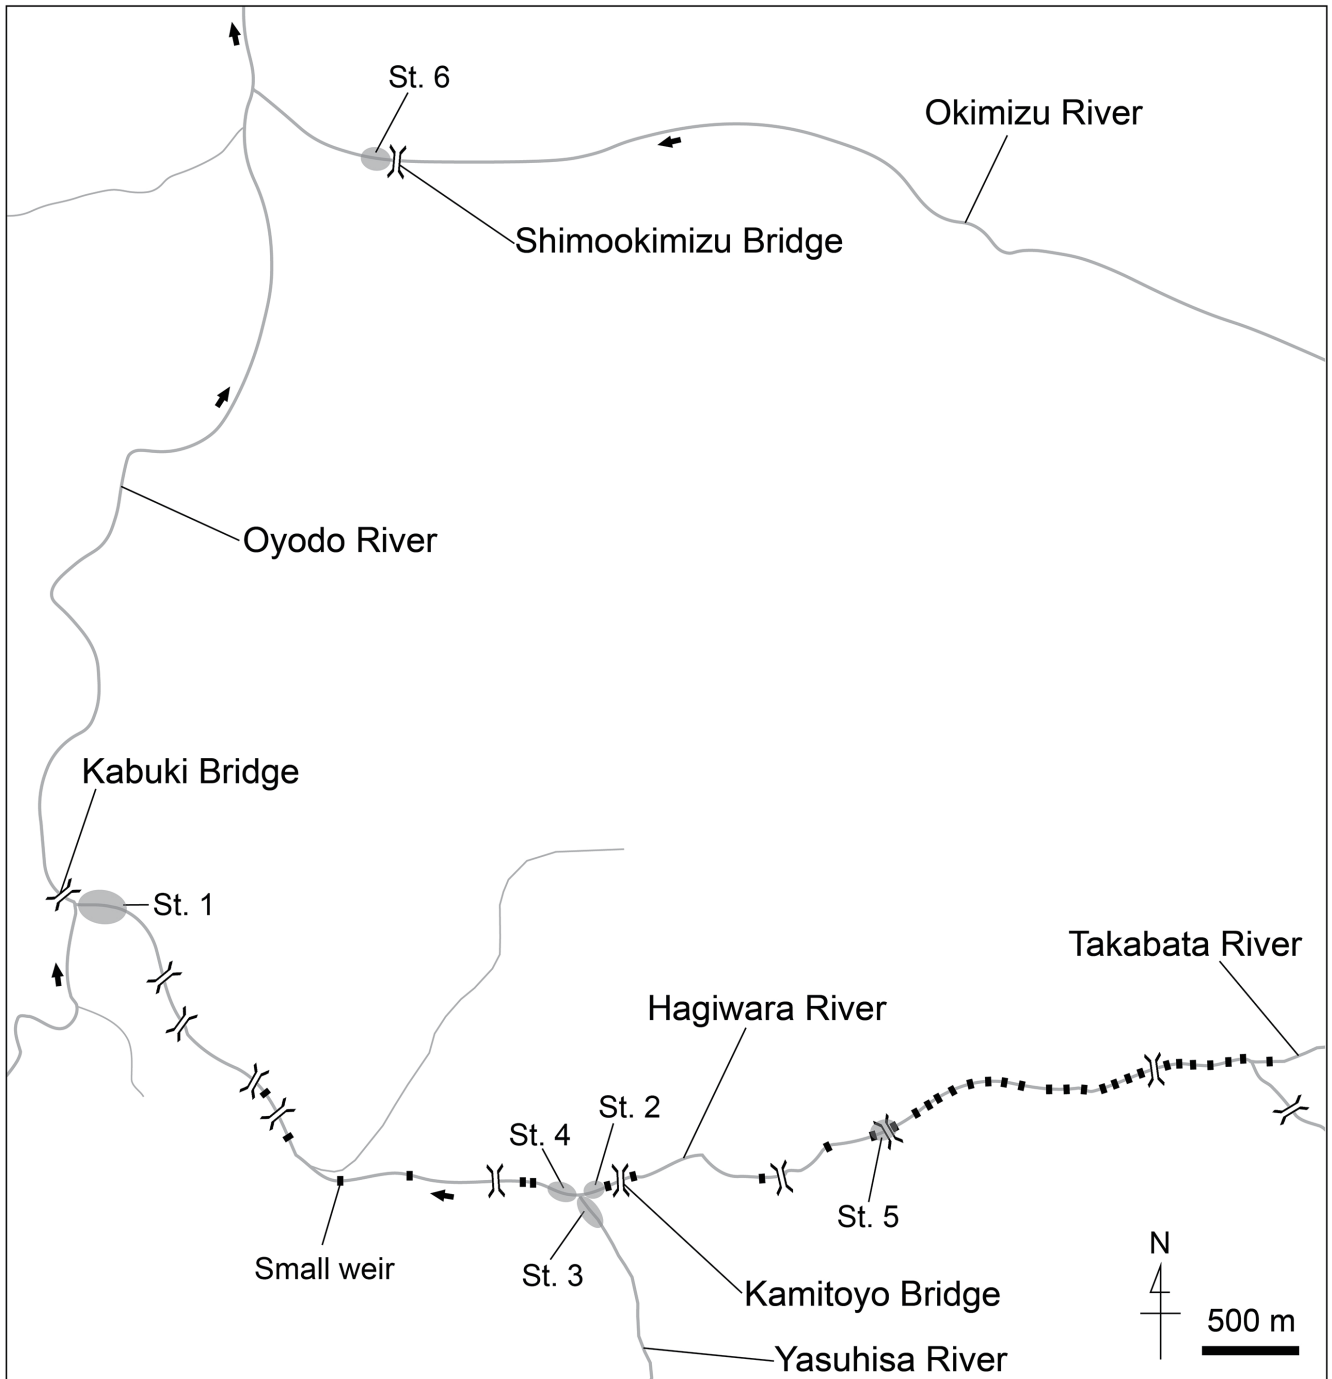 St. 6
Okimizu River
Shimookimizu Bridge
Oyodo River
Kabuki Bridge
St. 1
Takabata River
Hagiwara River
St. 2
St. 4
St. 5
N
Small weir
St. 3
Kamitoyo Bridge
500 m
Yasuhisa River